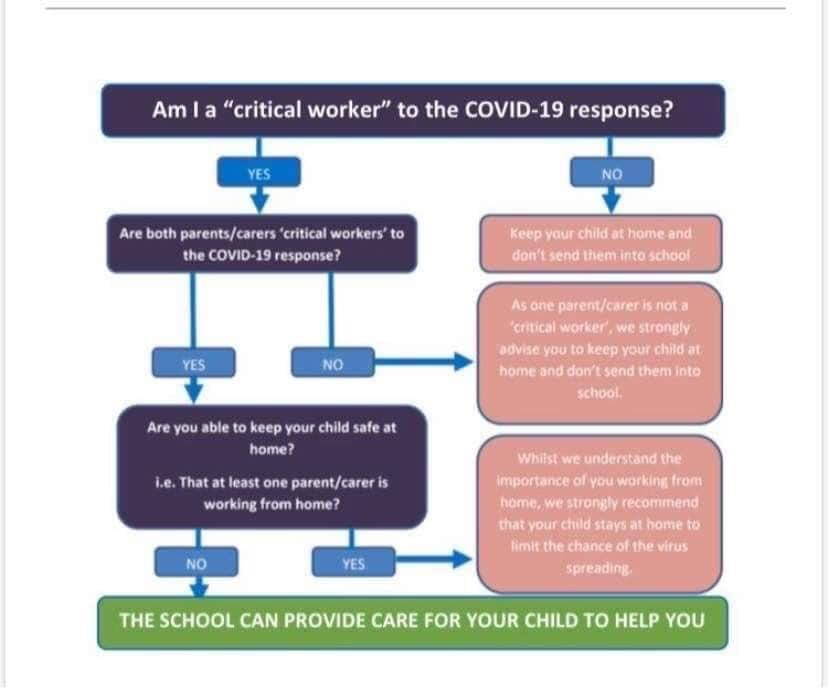 Am I a “critical worker” to the COVID-19 response?
YES
NO
Are both parents/carers ‘critical workers’ to
the COVID-19 response?
Keep your child at home and
don’t send them into school
As one parent/carer is not a
‘critical worker’, we strongly
advise you to keep your child at
home and don’t send them into
school.
YES
NO
Are you able to keep your child safe at
home?
i.e. That at least one parent/carer is
working from home?
Whilst we understand the
importance of you working from
home, we strongly recommend
that your child stays at home to
limit the chance of the virus
spreading.
NO
YES
THE SCHOOL CAN PROVIDE CARE FOR YOUR CHILD TO HELP YOU